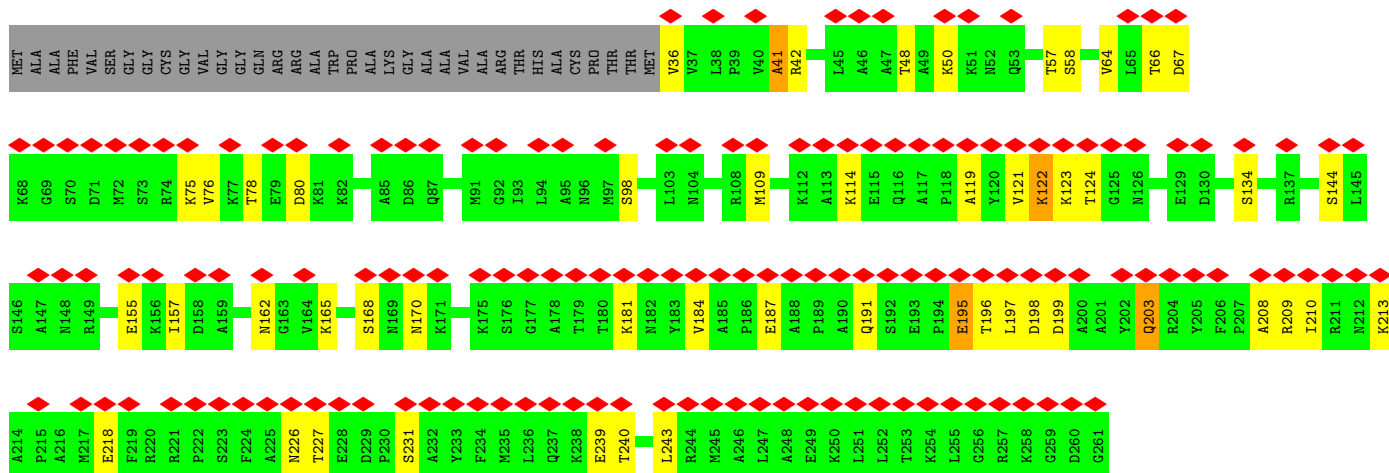 MET ALA ALA PHE VAL SER GLY GLY CYS GLY VAL GLY GLY GLN ARG ARG ALA TRP PRO ALA LYS GLY ALA ALA VAL ALA ARG THR HIS ALA CYS PRO THR THR MET V36 V37 L38 P39 V40 A41 R42 L45 A46 A47 T48 A49 K50 K51 N52 Q53 T57 S58 V64 L65 T66 D67
K68 G69 S70 D71 M72 S73 R74 K75 V76 K77 T78 E79 D80 K81 K82 A85 D86 Q87 M91 G92 I93 L94 A95 N96 M97 S98 L103 N104 R108 M109 K112 A113 K114 E115 Q116 A117 P118 A119 Y120 V121 K122 K123 T124 G125 N126 E129 D130 S134 R137 S144 L145
S146 A147 N148 R149 E155 K156 I157 D158 A159 N162 G163 V164 K165 S168 N169 N170 K171 K175 S176 G177 A178 T179 T180 K181 N182 Y183 V184 A185 P186 E187 A188 P189 A190 Q191 S192 E193 P194 E195 T196 L197 D198 D199 A200 A201 Y202 Q203 R204 Y205 F206 P207 A208 R209 I210 R211 N212 K213
A214 P215 A216 M217 E218 F219 R220 R221 P222 S223 F224 A225 N226 T227 E228 D229 P230 S231 A232 Y233 F234 M235 L236 Q237 K238 E239 T240 L243 R244 M245 A246 L247 A248 E249 K250 L251 L252 T253 K254 L255 G256 R257 K258 G259 D260 G261